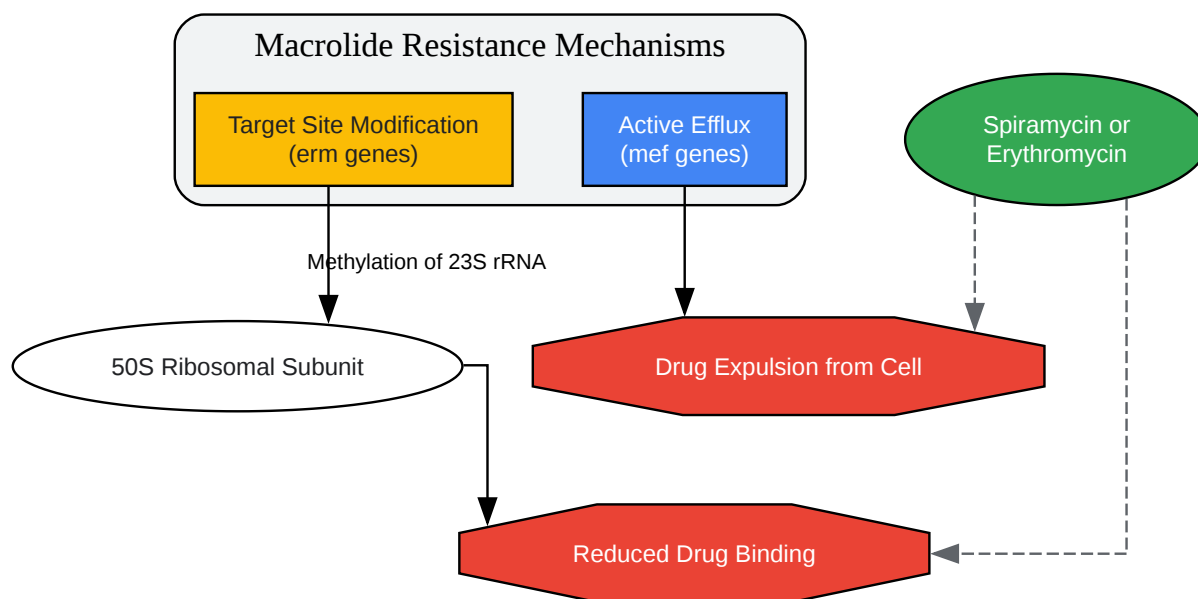 Macrolide Resistance Mechanisms
Target Site Modification
(erm genes)
Active Efflux
(mef genes)
Spiramycin or
Erythromycin
Methylation of 23S rRNA
50S Ribosomal Subunit
Drug Expulsion from Cell
Reduced Drug Binding